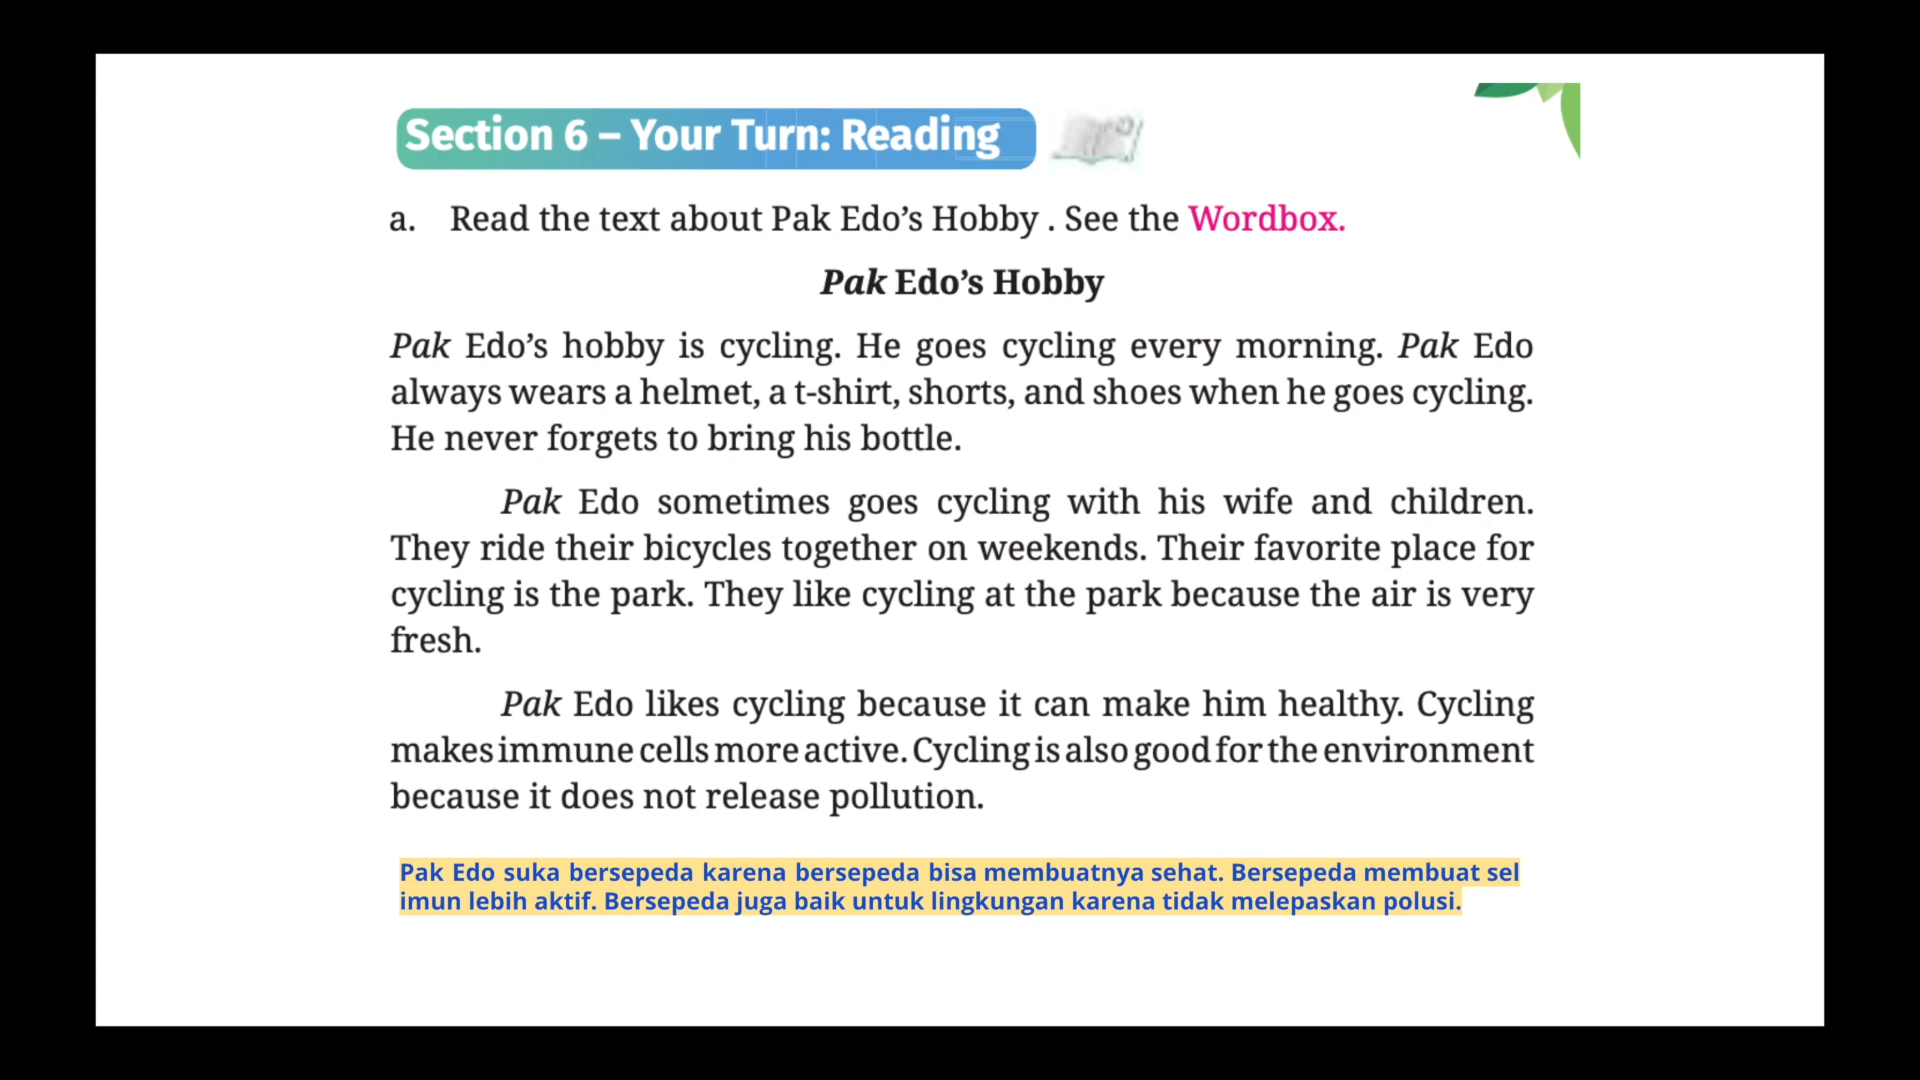 Section 6 – Your Turn: Reading
a. Read the text about Pak Edo’s Hobby . See the Wordbox.
Pak Edo’s Hobby
Pak Edo’s hobby is cycling. He goes cycling every morning. Pak Edo
always wears a helmet, a t-shirt, shorts, and shoes when he goes cycling.
He never forgets to bring his bottle.
Pak Edo sometimes goes cycling with his wife and children.
They ride their bicycles together on weekends. Their favorite place for
cycling is the park. They like cycling at the park because the air is very
fresh.
Pak Edo likes cycling because it can make him healthy. Cycling
makes immune cells more active. Cycling is also good for the environment
because it does not release pollution.
Pak Edo suka bersepeda karena bersepeda bisa membuatnya sehat. Bersepeda membuat sel
imun lebih aktif. Bersepeda juga baik untuk lingkungan karena tidak melepaskan polusi.